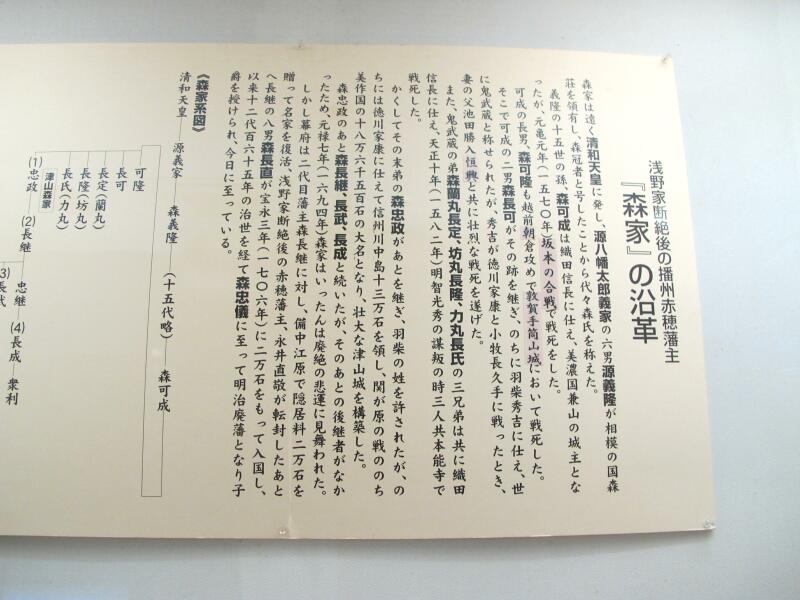 浅野家断絶後の播州赤穂藩主
『森家』の沿革
森家は遠く清和天皇に発し、源八幡太郎義家の六男源義隆が相模の国森
荘を領有し、森冠者と号したことから代々森氏を称えた。
義隆の十五世の孫、森可成は織田信長に仕え、美濃国兼山の城主とな
ったが、元亀元年(一五七〇年)坂本の合戦で戦死をした。
可成の長男、森可隆も越前朝倉攻めで敦賀手筒山城において戦死した。
そこで可成の二男森長可がその跡を継ぎ、のちに羽柴秀吉に仕え、世
に鬼武蔵と称せられたが、秀吉が徳川家康と小牧長久手に戦ったとき、
妻の父池田勝入恒興と共に壮烈な戦死を遂げた。
また、鬼武蔵の弟森蘭丸長定、坊丸長隆、力丸長氏の三兄弟は共に織田
信長に仕え、天正十年(一五八二年)明智光秀の謀叛の時三人共本能寺で
戦死した。
かくしてその末弟の森忠政があとを継ぎ、羽柴の姓を許されたが、の
ちには徳川家康に仕えて信州川中島十三万石を領し、関が原の戦ののち
美作国の十八万六千五百石の大名となり、壮大な津山城を構築した。
森忠政のあと森長継、長武、長成と続いたが、そのあとの後継者がなか
ったため、元禄七年(一六九四年)森家はいったんは廃絶の悲運に見舞われた。
しかし幕府は二代目藩主森長継に対し、備中江原で隠居料二万石を
贈って名家を復活、浅野家断絶後の赤穂藩主、永井直敬が転封したあと
へ長継の八男森長直が宝永三年(一七〇六年)に二万石をもって入国し、
以来十二代百六十五年の治世を経て森忠儀に至って明治廃藩となり子
爵を授けられ、今日に至っている。
《森家系図》
清和天皇―源義家―森義隆―(十五代略)―森可成
可隆
長可
長定(蘭丸)
長隆(坊丸)
長氏(力丸)
津山森家
(1)忠政―(2)長継
忠継―(4)長成―衆利
3)長武